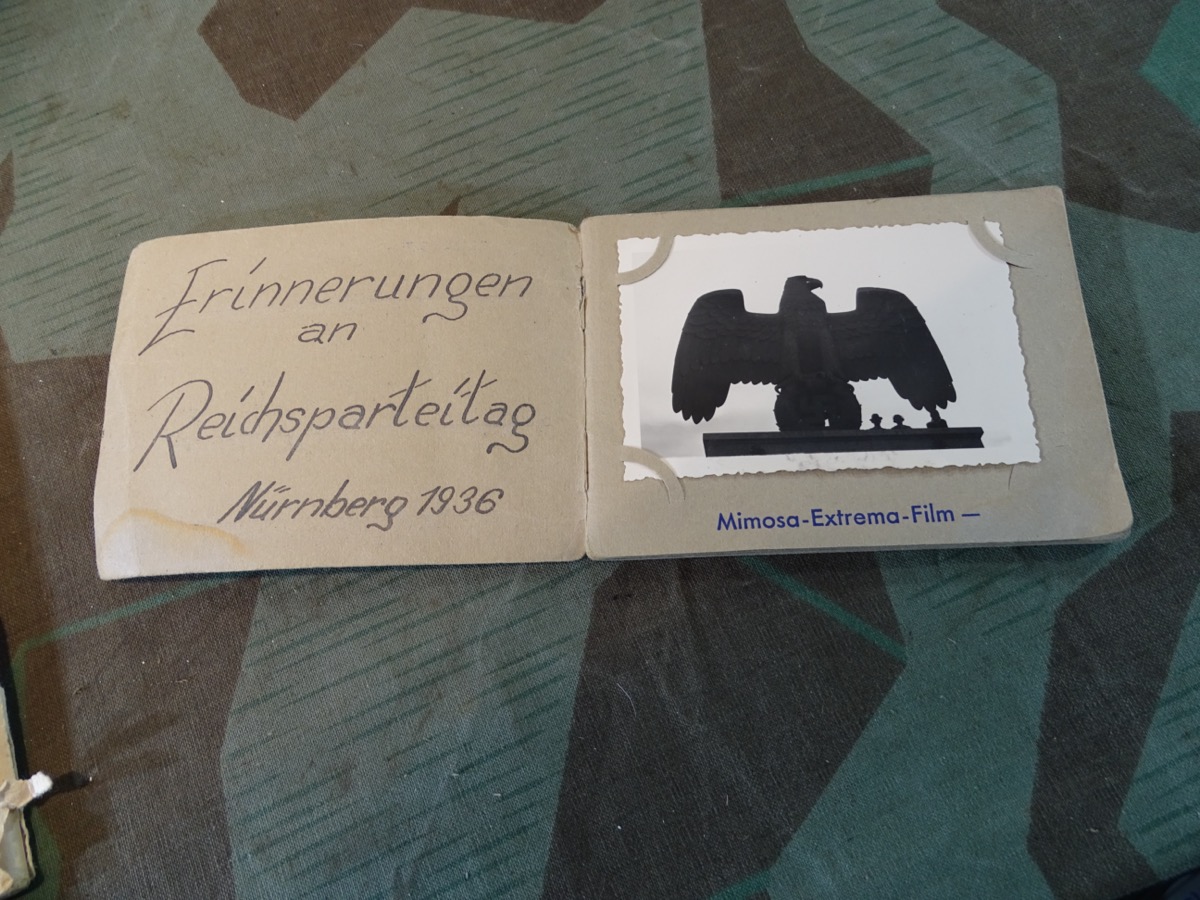 Erinnerungen
an
Reichsparteitag
Nürnberg 1936
Mimosa-Extrema-Film —